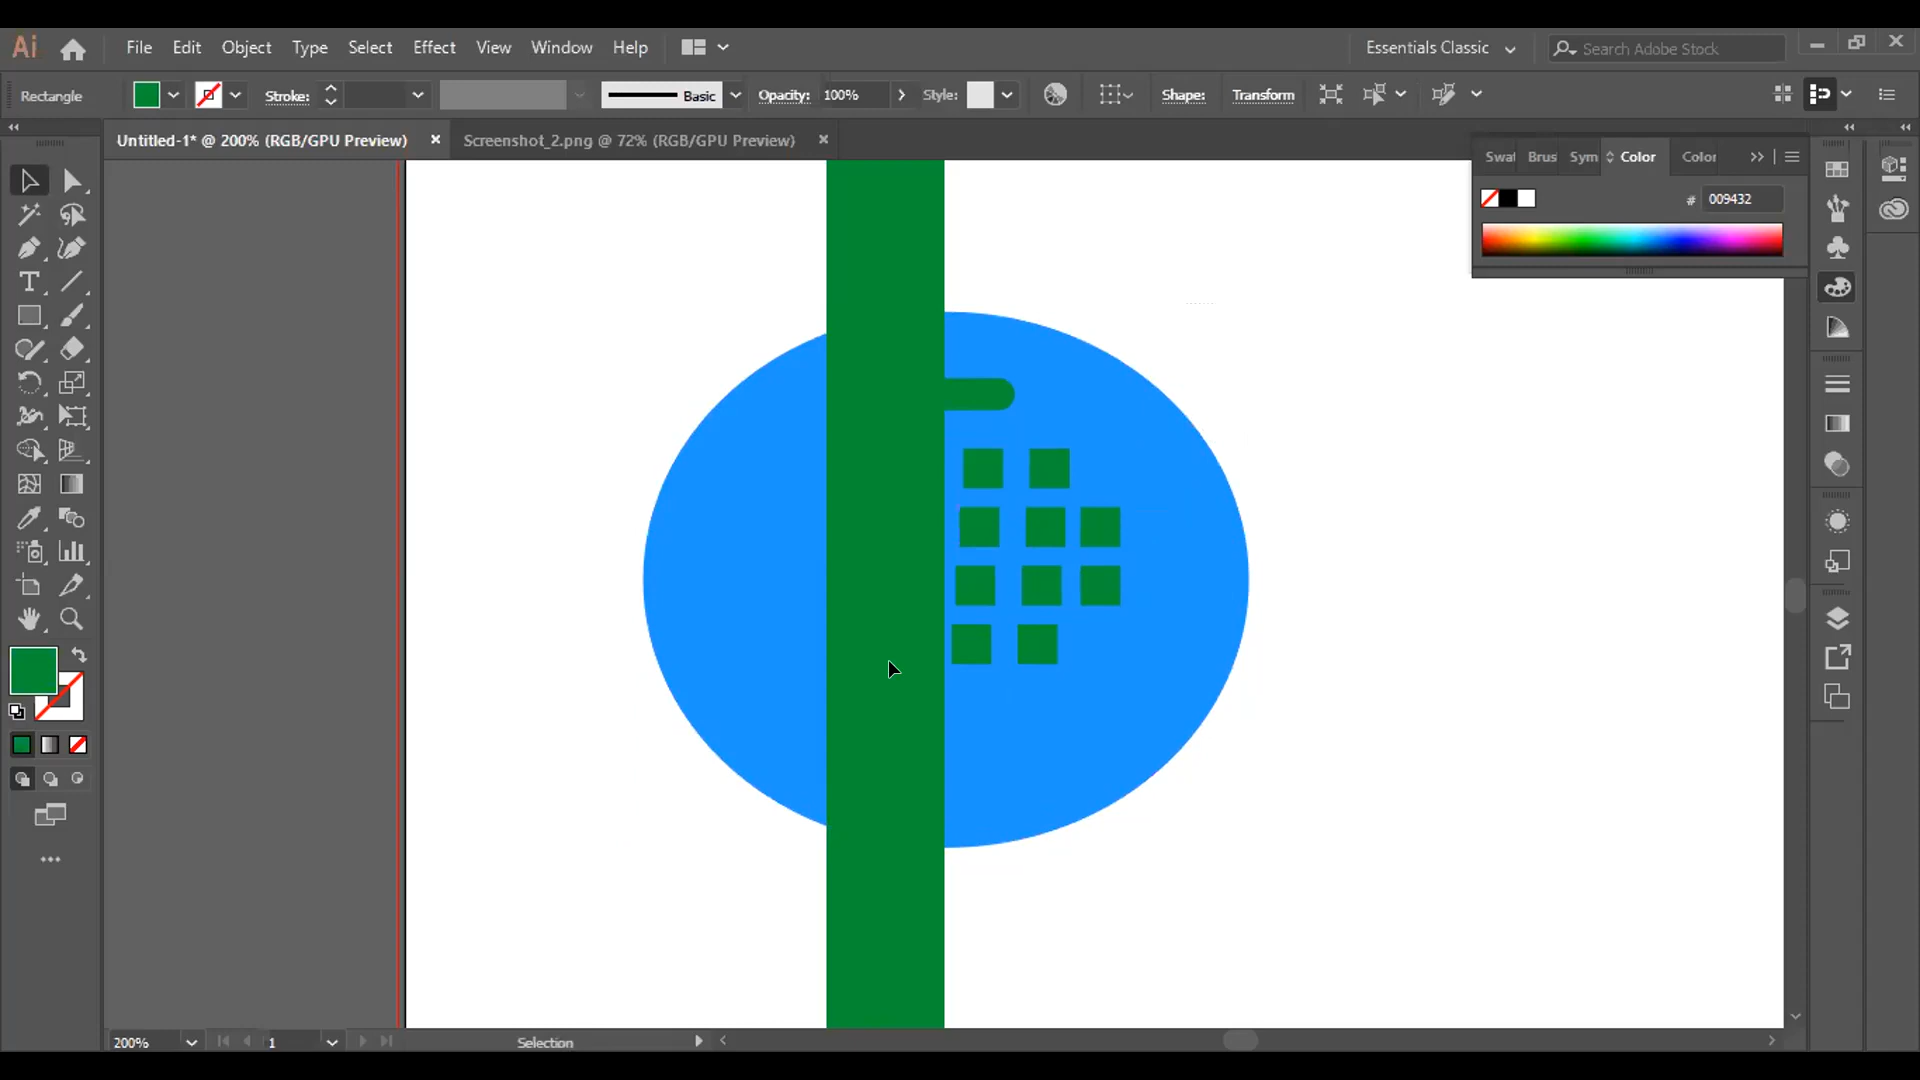 Ai File Edit Object Type Select Effect View Window Help Essentials Classic Search Adobe Stock
Rectangle Stroke: Basic Opacity: 100% Style: Shape: Transform
Untitled-1* @ 200% (RGB/GPU Preview) Screenshot_2.png @ 72% (RGB/GPU Preview)
Swat Brus Sym Color Color
# 009432
T
200% 1 Selection